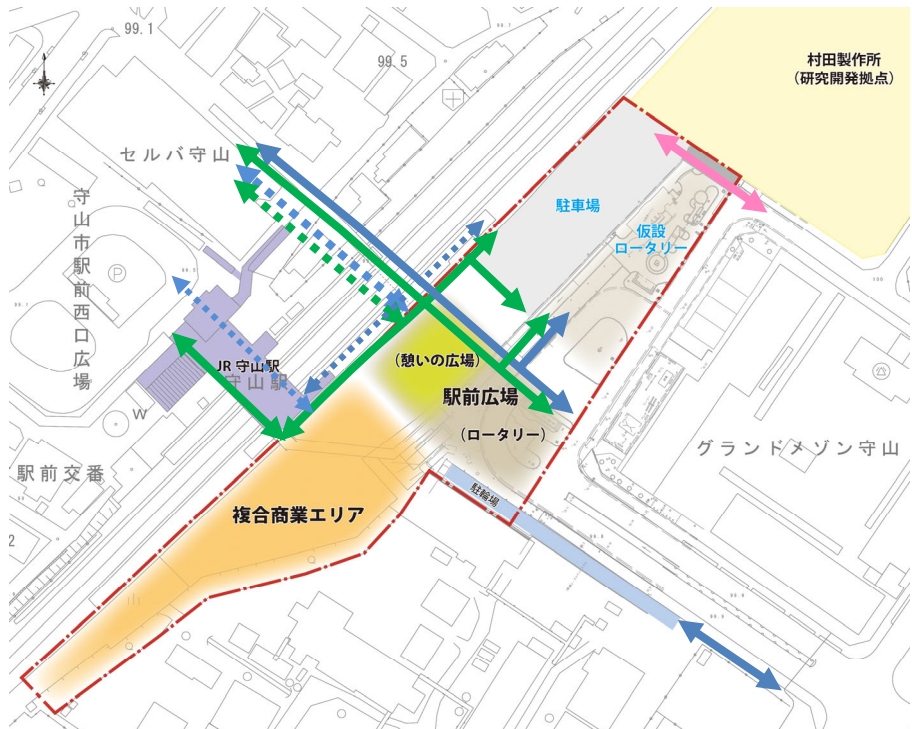 99.1
99.5
村田製作所
（研究開発拠点）
セルバ守山
守山市駅前西口広場
P
駐車場
仮設
ロータリー
（憩いの広場）
JR 守山駅
守山駅
駅前広場
（ロータリー）
W
グランドメゾン守山
駅前交番
駐輪場
複合商業エリア
2